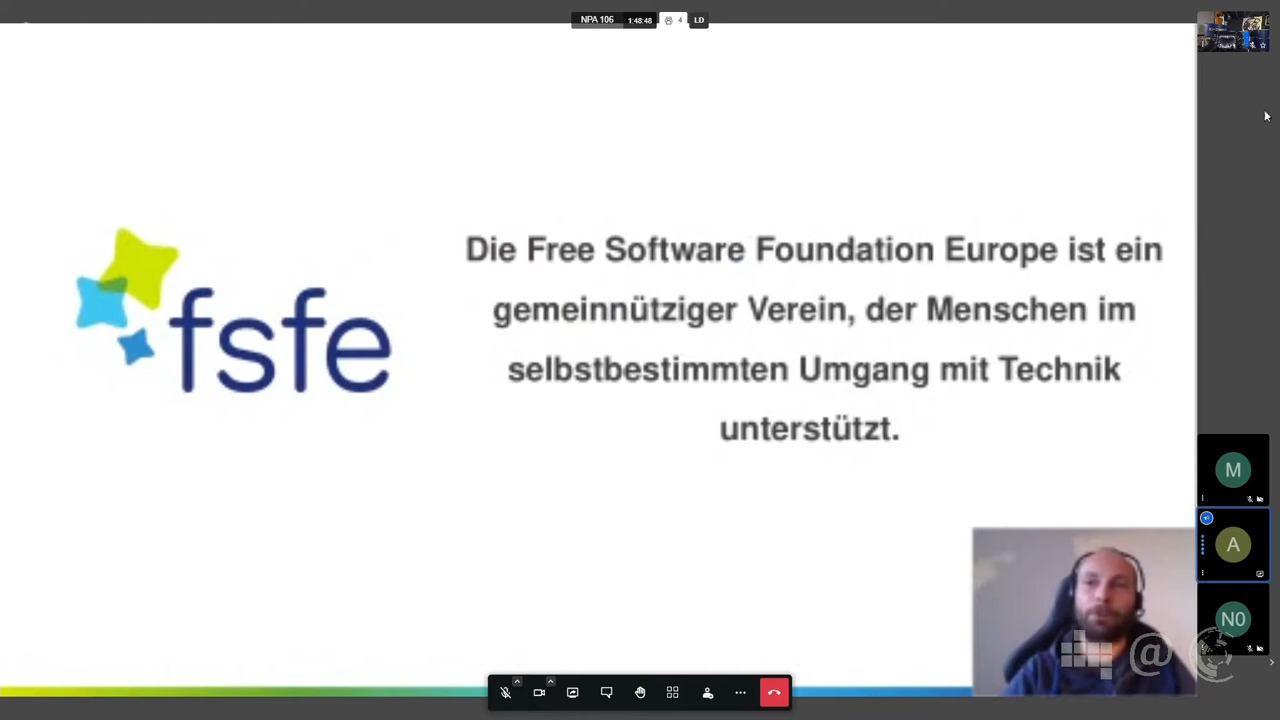 NPA 106
1:48:48
4
LD
Die Free Software Foundation Europe ist ein
gemeinnütziger Verein, der Menschen im
selbstbestimmten Umgang mit Technik
unterstützt.
fsfe
M
A
N0
@